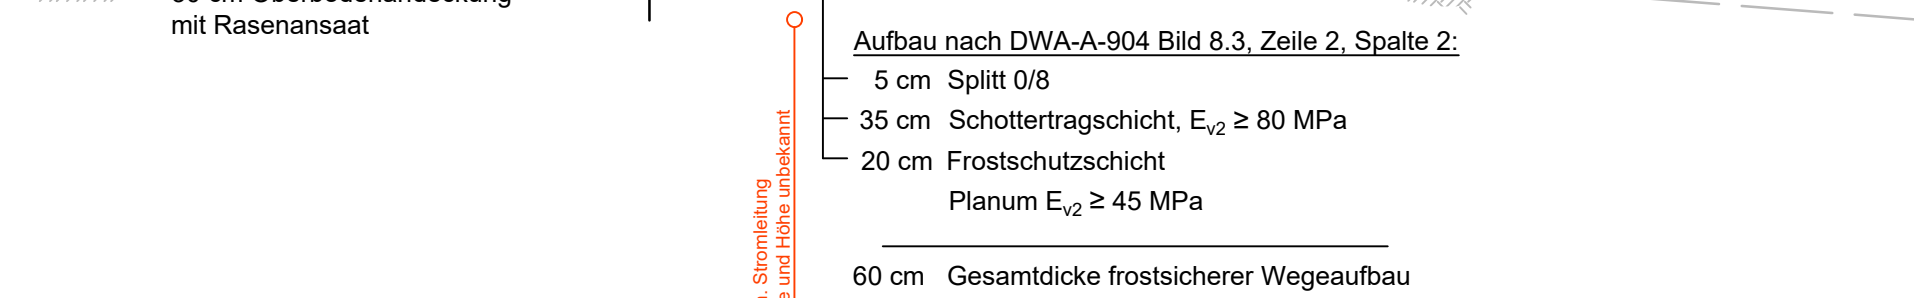 mit Rasenansaat
Aufbau nach DWA-A-904 Bild 8.3, Zeile 2, Spalte 2:
5 cm Splitt 0/8
35 cm Schottertragschicht, Ev2 ≥ 80 MPa
20 cm Frostschutzschicht
Planum Ev2 ≥ 45 MPa
60 cm Gesamtdicke frostsicherer Wegeaufbau
Stromleitung
und Höhe unbekannt